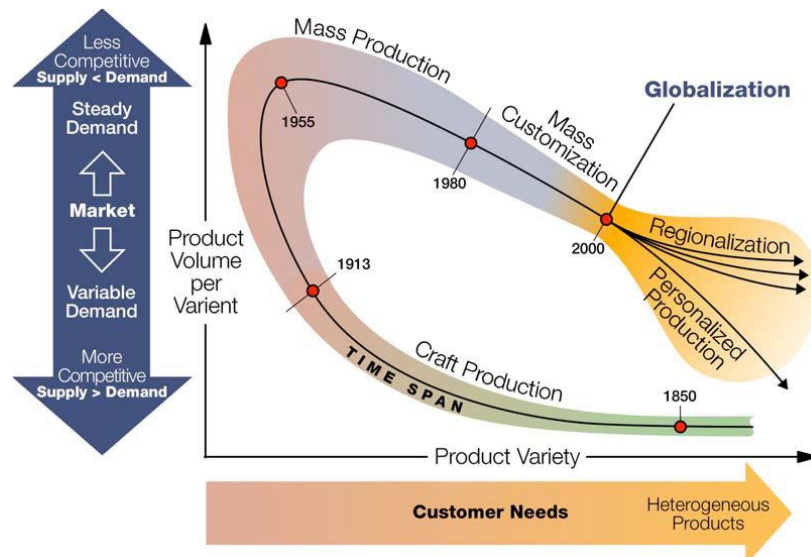 Less
Competitive
Supply < Demand
Steady
Demand
Market
Variable
Demand
More
Competitive
Supply > Demand
Product
Volume
per
Varient
Mass Production
1955
1980
Mass
Customization
Globalization
2000
Regionalization
Personalized
Production
1913
Craft Production
TIME SPAN
1850
Product Variety
Customer Needs
Heterogeneous
Products